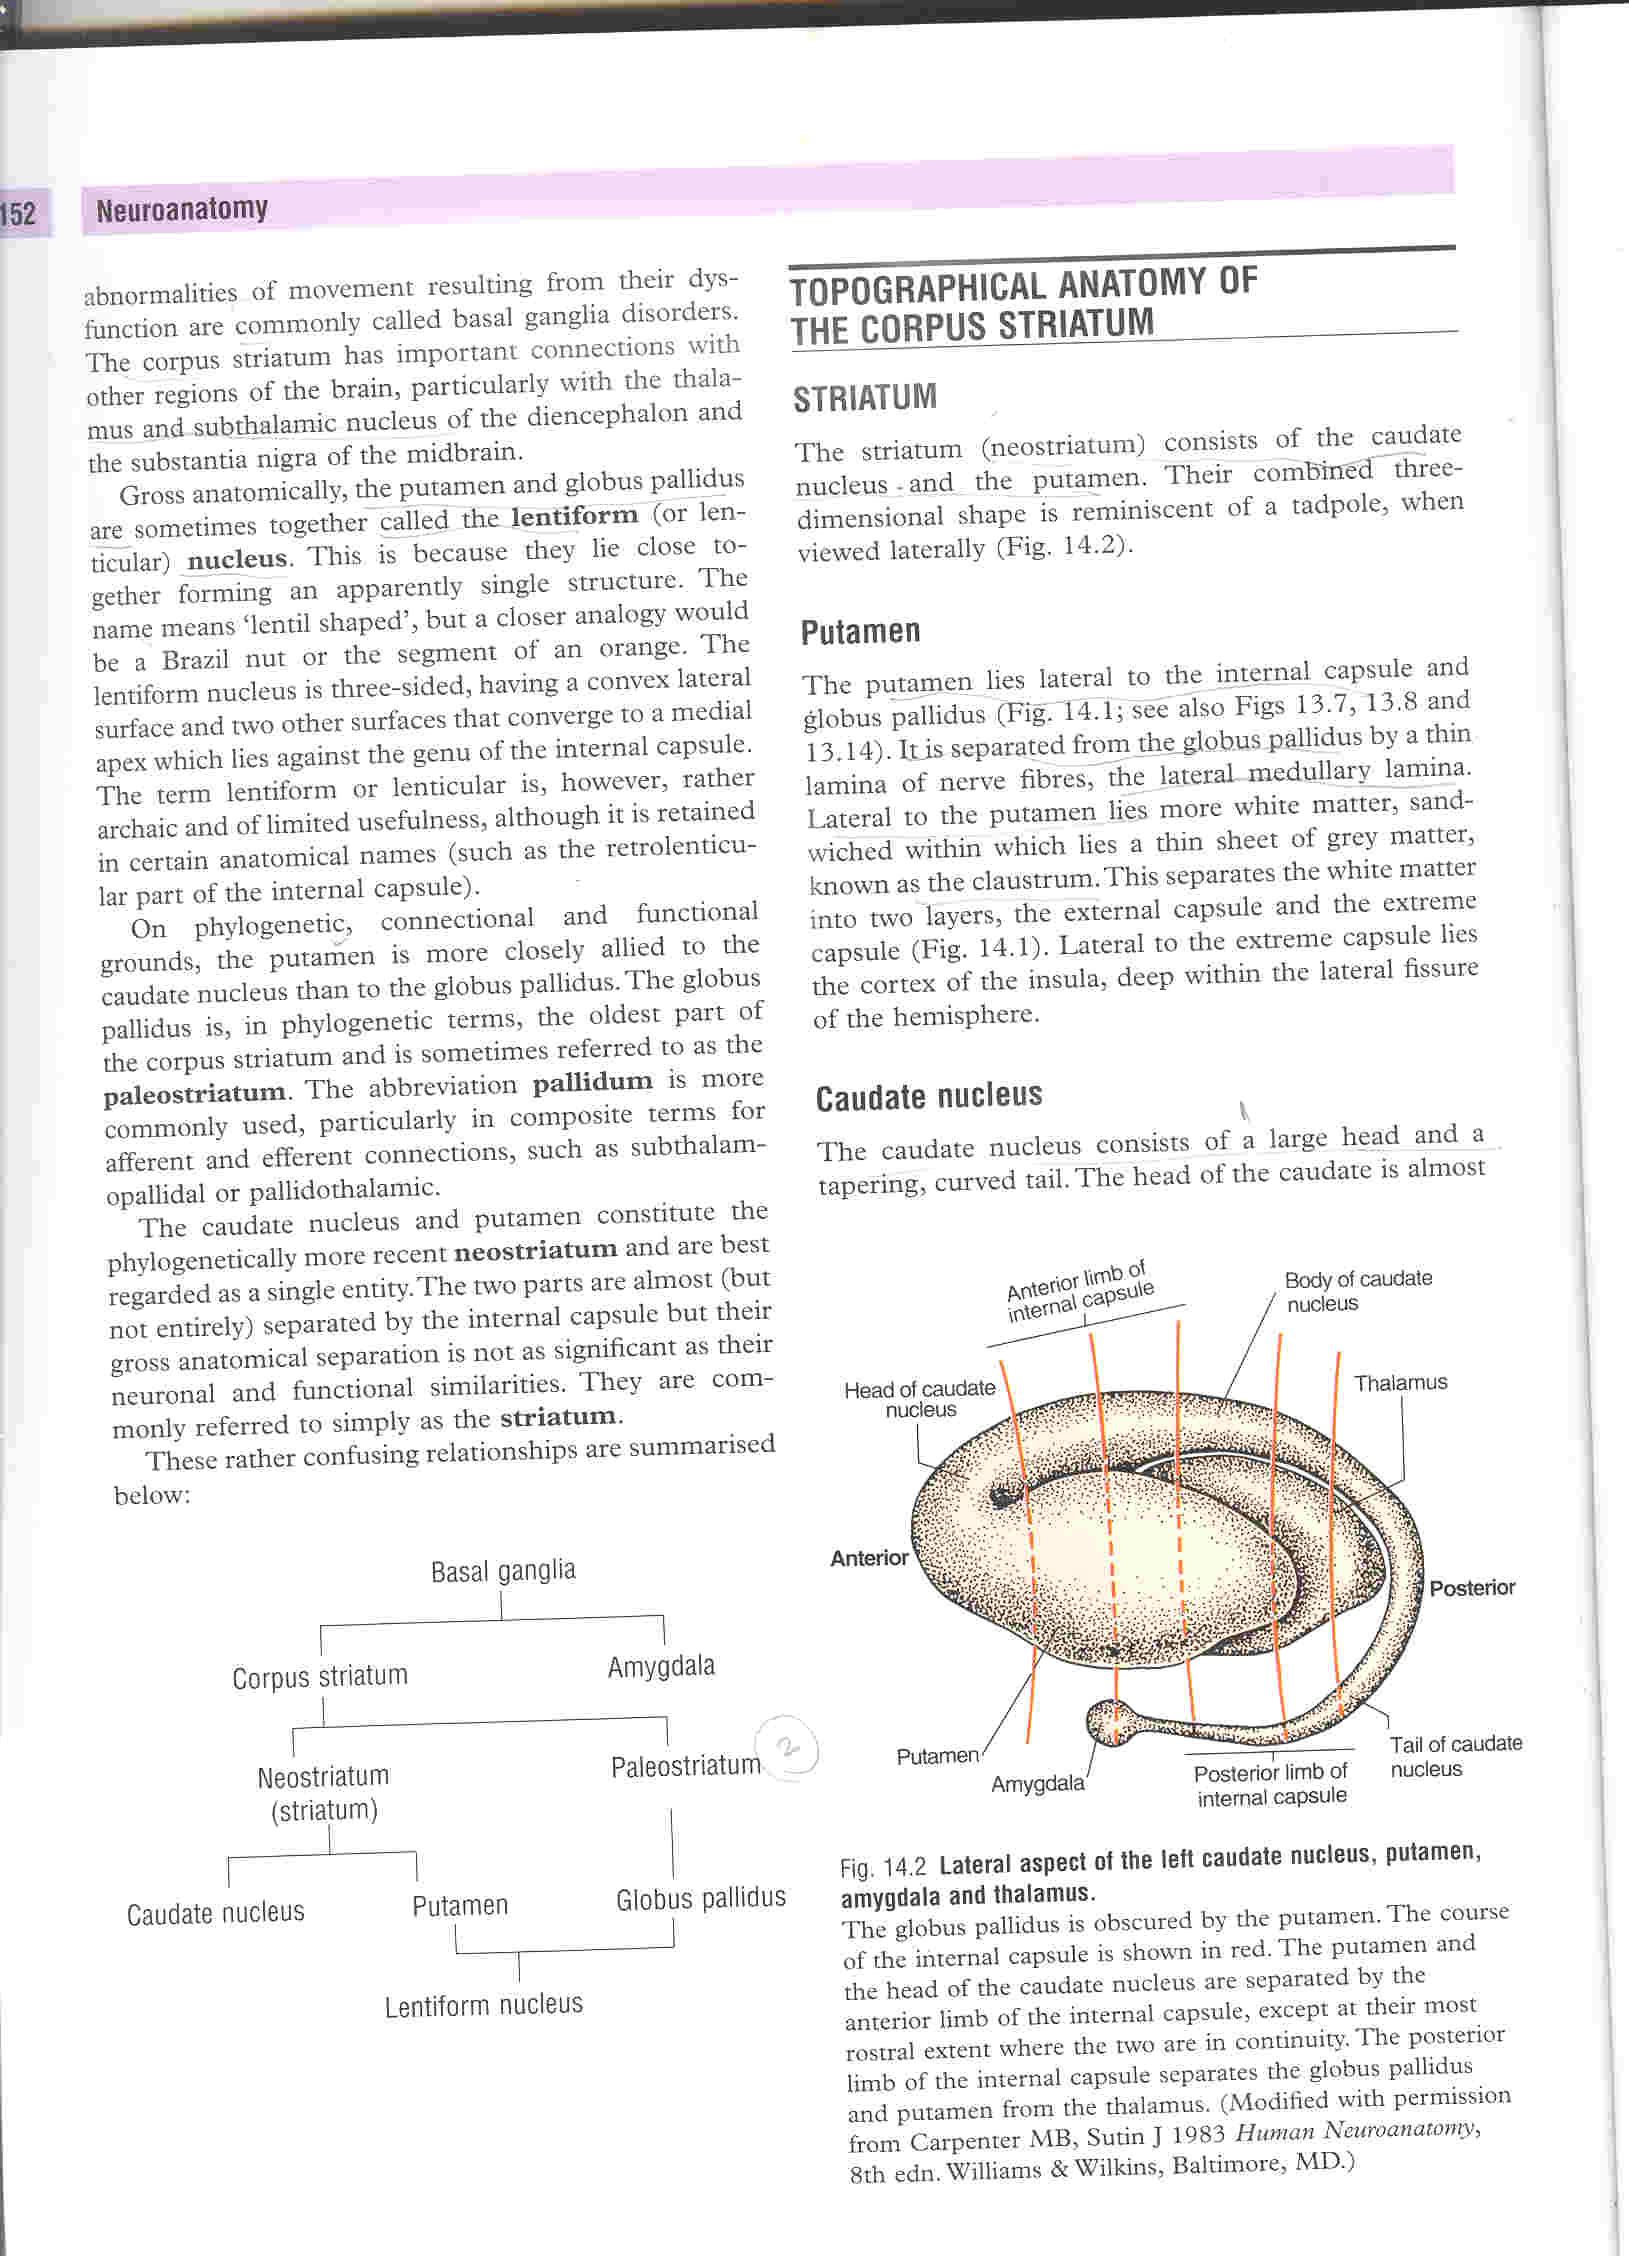 152
Neuroanatomy
abnormalities of movement resulting from their dys-
function are commonly called basal ganglia disorders.
The corpus striatum has important connections with
other regions of the brain, particularly with the thala-
mus and subthalamic nucleus of the diencephalon and
the substantia nigra of the midbrain.
Gross anatomically, the putamen and globus pallidus
are sometimes together called the lentiform (or len-
ticular) nucleus. This is because they lie close to-
gether forming an apparently single structure. The
name means ‘lentil shaped’, but a closer analogy would
be a Brazil nut or the segment of an orange. The
lentiform nucleus is three-sided, having a convex lateral
surface and two other surfaces that converge to a medial
apex which lies against the genu of the internal capsule.
The term lentiform or lenticular is, however, rather
archaic and of limited usefulness, although it is retained
in certain anatomical names (such as the retrolenticu-
lar part of the internal capsule).
On phylogenetic, connectional and functional
grounds, the putamen is more closely allied to the
caudate nucleus than to the globus pallidus. The globus
pallidus is, in phylogenetic terms, the oldest part of
the corpus striatum and is sometimes referred to as the
paleostriatum. The abbreviation pallidum is more
commonly used, particularly in composite terms for
afferent and efferent connections, such as subthalam-
opallidal or pallidothalamic.
The caudate nucleus and putamen constitute the
phylogenetically more recent neostriatum and are best
regarded as a single entity. The two parts are almost (but
not entirely) separated by the internal capsule but their
gross anatomical separation is not as significant as their
neuronal and functional similarities. They are com-
monly referred to simply as the striatum.
These rather confusing relationships are summarised
below:
Basal ganglia
Corpus striatum
Amygdala
Neostriatum
(striatum)
Paleostriatum
2
Caudate nucleus
Putamen
Globus pallidus
Lentiform nucleus
TOPOGRAPHICAL ANATOMY OF
THE CORPUS STRIATUM
STRIATUM
The striatum (neostriatum) consists of the caudate
nucleus and the putamen. Their combined three-
dimensional shape is reminiscent of a tadpole, when
viewed laterally (Fig. 14.2).
Putamen
The putamen lies lateral to the internal capsule and
globus pallidus (Fig. 14.1; see also Figs 13.7, 13.8 and
13.14). It is separated from the globus pallidus by a thin
lamina of nerve fibres, the lateral medullary lamina.
Lateral to the putamen lies more white matter, sand-
wiched within which lies a thin sheet of grey matter,
known as the claustrum. This separates the white matter
into two layers, the external capsule and the extreme
capsule (Fig. 14.1). Lateral to the extreme capsule lies
the cortex of the insula, deep within the lateral fissure
of the hemisphere.
Caudate nucleus
The caudate nucleus consists of a large head and a
tapering, curved tail. The head of the caudate is almost
Anterior limb of
internal capsule
Body of caudate
nucleus
Head of caudate
nucleus
Thalamus
Anterior
Posterior
Putamen
Amygdala
Posterior limb of
internal capsule
Tail of caudate
nucleus
Fig. 14.2 Lateral aspect of the left caudate nucleus, putamen,
amygdala and thalamus.
The globus pallidus is obscured by the putamen. The course
of the internal capsule is shown in red. The putamen and
the head of the caudate nucleus are separated by the
anterior limb of the internal capsule, except at their most
rostral extent where the two are in continuity. The posterior
limb of the internal capsule separates the globus pallidus
and putamen from the thalamus. (Modified with permission
from Carpenter MB, Sutin J 1983 Human Neuroanatomy,
8th edn. Williams & Wilkins, Baltimore, MD.)